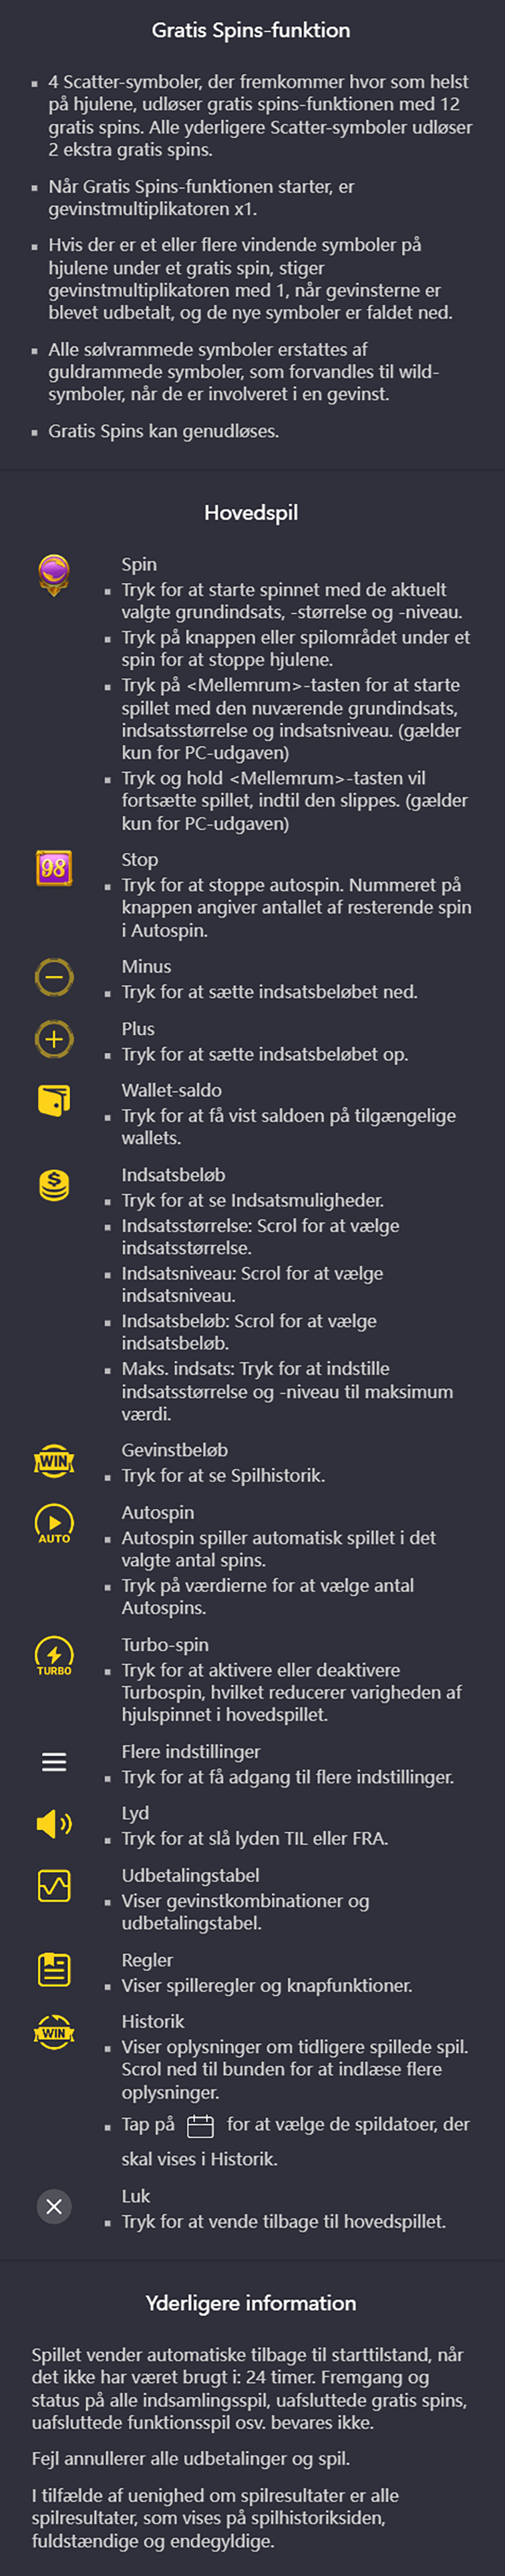 Gratis Spins-funktion
4 Scatter-symboler, der fremkommer hvor som helst
på hjulene, udløser gratis spins-funktionen med 12
gratis spins. Alle yderligere Scatter-symboler udløser
2 ekstra gratis spins.
Når Gratis Spins-funktionen starter, er
gevinstmultiplikatoren x1.
Hvis der er et eller flere vindende symboler på
hjulene under et gratis spin, stiger
gevinstmultiplikatoren med 1, når gevinsterne er
blevet udbetalt, og de nye symboler er faldet ned.
Alle sølvrammede symboler erstattes af
guldrammede symboler, som forvandles til wild-
symboler, når de er involveret i en gevinst.
Gratis Spins kan genudløses.
Hovedspil
Spin
Tryk for at starte spinnet med de aktuelt
valgte grundindsats, -størrelse og -niveau.
Tryk på knappen eller spilområdet under et
spin for at stoppe hjulene.
Tryk på <Mellemrum>-tasten for at starte
spillet med den nuværende grundindsats,
indsatsstørrelse og indsatsniveau. (gælder
kun for PC-udgaven)
Tryk og hold <Mellemrum>-tasten vil
fortsætte spillet, indtil den slippes. (gælder
kun for PC-udgaven)
98
Stop
Tryk for at stoppe autospin. Nummeret på
knappen angiver antallet af resterende spin
i Autospin.
Minus
Tryk for at sætte indsatsbeløbet ned.
Plus
Tryk for at sætte indsatsbeløbet op.
Wallet-saldo
Tryk for at få vist saldoen på tilgængelige
wallets.
Indsatsbeløb
Tryk for at se Indsatsmuligheder.
Indsatsstørrelse: Scrol for at vælge
indsatsstørrelse.
Indsatsniveau: Scrol for at vælge
indsatsniveau.
Indsatsbeløb: Scrol for at vælge
indsatsbeløb.
Maks. indsats: Tryk for at indstille
indsatsstørrelse og -niveau til maksimum
værdi.
WIN
Gevinstbeløb
Tryk for at se Spilhistorik.
AUTO
Autospin
Autospin spiller automatisk spillet i det
valgte antal spins.
Tryk på værdierne for at vælge antal
Autospins.
TURBO
Turbo-spin
Tryk for at aktivere eller deaktivere
Turbospin, hvilket reducerer varigheden af
hjulspinnet i hovedspillet.
Flere indstillinger
Tryk for at få adgang til flere indstillinger.
Lyd
Tryk for at slå lyden TIL eller FRA.
Udbetalingstabel
Viser gevinstkombinationer og
udbetalingstabel.
Regler
Viser spilleregler og knapfunktioner.
WIN
Historik
Viser oplysninger om tidligere spillede spil.
Scrol ned til bunden for at indlæse flere
oplysninger.
Tap på for at vælge de spildatoer, der
skal vises i Historik.
Luk
Tryk for at vende tilbage til hovedspillet.
Yderligere information
Spillet vender automatiske tilbage til starttilstand, når
det ikke har været brugt i: 24 timer. Fremgang og
status på alle indsamlingsspil, uafsluttede gratis spins,
uafsluttede funktionsspil osv. bevares ikke.
Fejl annullerer alle udbetalinger og spil.
I tilfælde af uenighed om spilresultater er alle
spilresultater, som vises på spilhistoriksiden,
fuldstændige og endegyldige.